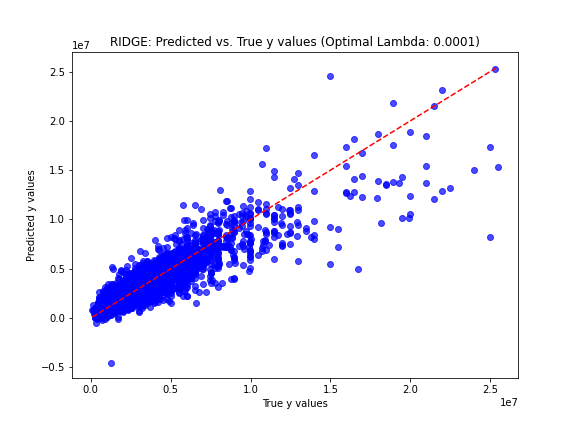 RIDGE: Predicted vs. True y values (Optimal Lambda: 0.0001)
1e7
2.5
2.0
1.5
1.0
0.5
0.0
−0.5
Predicted y values
0.0 0.5 1.0 1.5 2.0 2.5
True y values
1e7